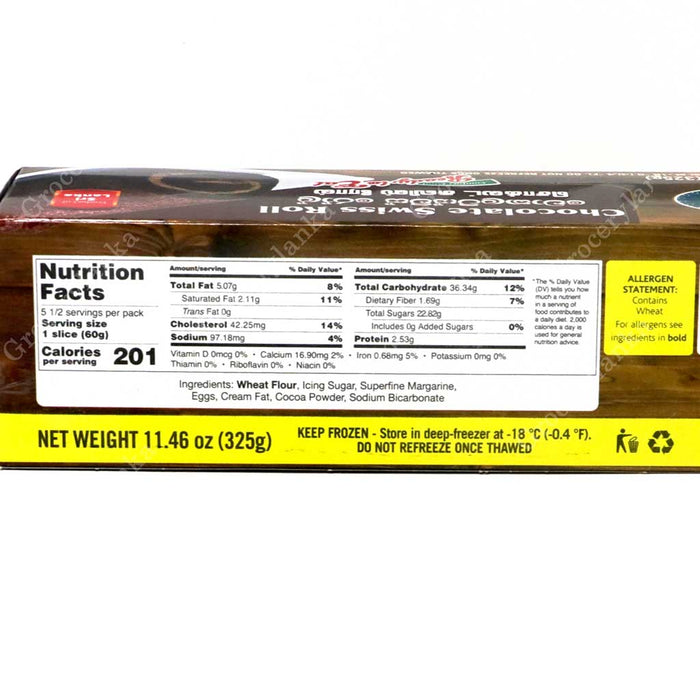 Chocolate Swiss Roll
Ready to Eat
Product of
Sri
Lanka
Nutrition
Facts
5 1/2 servings per pack
Serving size
1 slice (60g)
Calories
per serving 201
Amount/serving % Daily Value*
Total Fat 5.07g 8%
Saturated Fat 2.11g 11%
Trans Fat 0g
Cholesterol 42.25mg 14%
Sodium 97.18mg 4%
Amount/serving % Daily Value*
Total Carbohydrate 36.34g 12%
Dietary Fiber 1.69g 7%
Total Sugars 22.82g
Includes 0g Added Sugars 0%
Protein 2.53g
Vitamin D 0mcg 0% • Calcium 16.90mg 2% • Iron 0.68mg 5% • Potassium 0mg 0%
Thiamin 0% • Riboflavin 0% • Niacin 0%
*The % Daily Value
(DV) tells you how
much a nutrient
in a serving of
food contributes to
a daily diet. 2,000
calories a day is
used for general
nutrition advice.
Ingredients: Wheat Flour, Icing Sugar, Superfine Margarine,
Eggs, Cream Fat, Cocoa Powder, Sodium Bicarbonate
ALLERGEN
STATEMENT:
Contains
Wheat
For allergens see
ingredients in bold
NET WEIGHT 11.46 oz (325g)
KEEP FROZEN - Store in deep-freezer at -18 °C (-0.4 °F).
DO NOT REFREEZE ONCE THAWED